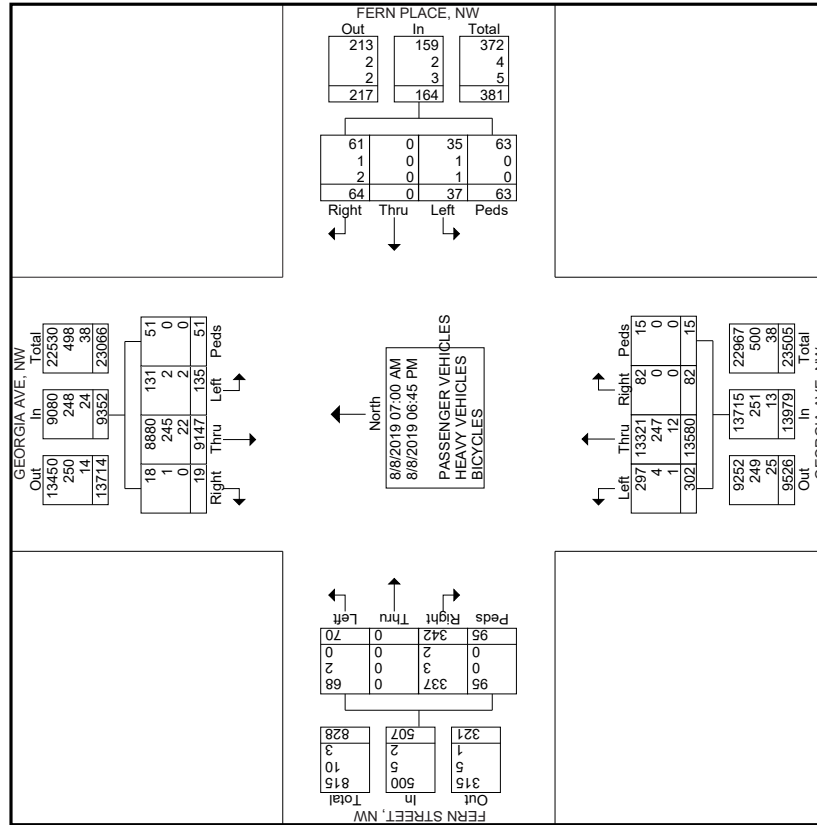 FERN PLACE, NW
Out In Total
213 159 372
2 2 4
2 3 5
217 164 381
61 0 35 63
1 0 1 0
2 0 1 0
64 0 37 63
Right Thru Left Peds
GEORGIA AVE, NW
Out In Total
13450 9080 22530
250 248 498
14 24 38
13714 9352 23066
18 8880 131 51
1 245 2 0
0 22 2 0
19 9147 135 51
Right Thru Left Peds
North
8/8/2019 07:00 AM
8/8/2019 06:45 PM
PASSENGER VEHICLES
HEAVY VEHICLES
BICYCLES
Left Thru Right Peds
297 13321 82 15
4 247 0 0
1 12 0 0
302 13580 82 15
9252 13715 22967
249 251 500
25 13 38
9526 13979 23505
Out In Total
GEORGIA AVE, NW
Left Thru Right Peds
70 0 342 95
0 0 2 0
2 0 3 0
68 0 337 95
828 507 321
3 2 1
10 5 5
815 500 315
Total In Out
FERN STREET, NW